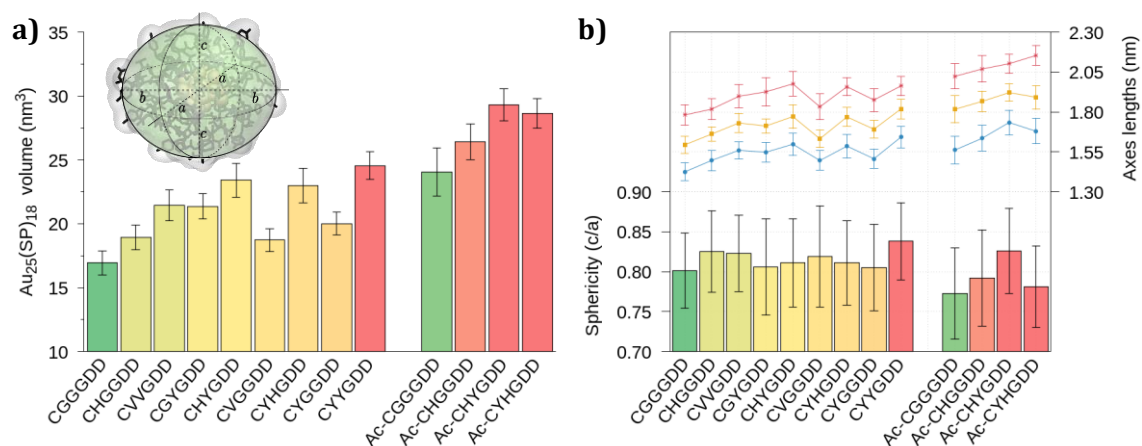 a)
Au25(SP)18 volume (nm3)
35
30
25
20
15
10
c
a
b
b
a
c
CGGGDD
CHGGDD
CVVGDD
CGYGDD
CHYGDD
CVGGDD
CYHGDD
CYGGDD
CYYGDD
Ac-CGGGDD
Ac-CHGGDD
Ac-CHYGDD
Ac-CYHGDD
b)
Sphericity (c/a)
0.90
0.85
0.80
0.75
0.70
Axes lengths (nm)
2.30
2.05
1.80
1.55
1.30
CGGGDD
CHGGDD
CVVGDD
CGYGDD
CHYGDD
CVGGDD
CYHGDD
CYGGDD
CYYGDD
Ac-CGGGDD
Ac-CHGGDD
Ac-CHYGDD
Ac-CYHGDD